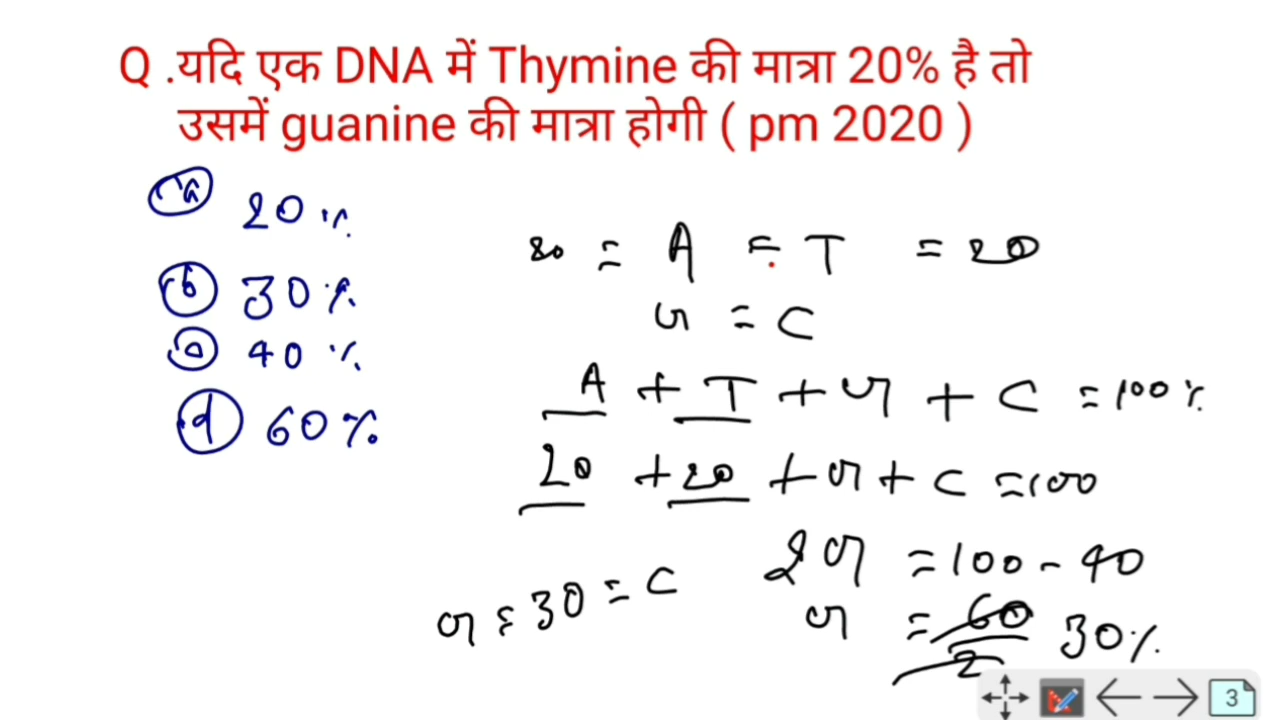 Q .यदि एक DNA में Thymine की मात्रा 20% है तो
उसमें guanine की मात्रा होगी ( pm 2020 )
a 20 %
b 30 %
40 %
d 60 %
20 = A = T = 20
G = C
A + T + G + C = 100 %
20 + 20 + G + C = 100
2G = 100 - 40
G = 60/2 30%
G = 30 = C
3